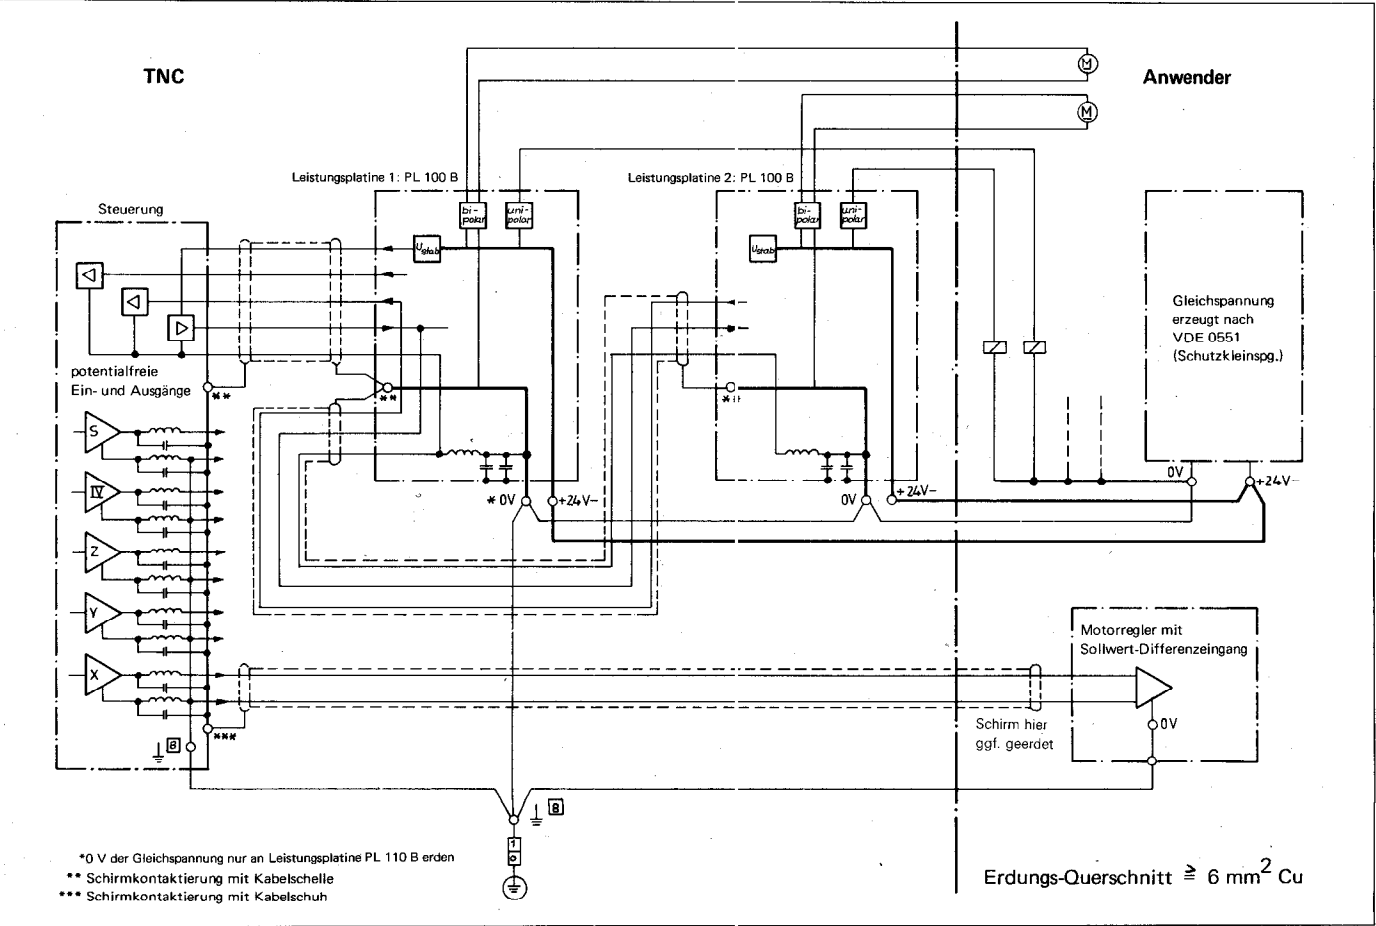 TNC
Anwender
M
M
Leistungsplatine 1: PL 100 B
Leistungsplatine 2: PL 100 B
Steuerung
bi-
polar
uni-
polar
bi-
polar
uni-
polar
Ustab
Ustab
Gleichspannung
erzeugt nach
VDE 0551
(Schutzkleinspg.)
potentialfreie
Ein- und Ausgänge
**
**
S
IV
Z
Y
X
*0V
+24V-
0V
+24V-
0V
+24V-
Motorregler mit
Sollwert-Differenzeingang
0V
Schirm hier
ggf. geerdet
***
B
B
1
0
*0 V der Gleichspannung nur an Leistungsplatine PL 110 B erden
** Schirmkontaktierung mit Kabelschelle
*** Schirmkontaktierung mit Kabelschuh
Erdungs-Querschnitt ≧ 6 mm² Cu